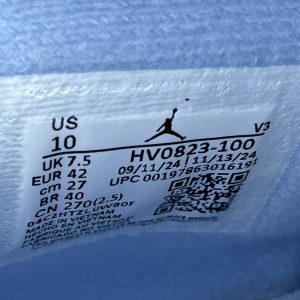 US
10
UK 7.5
EUR 42
cm 27
BR 40
CN 270(2.5)
V3
HV0823-100
09/11/24 | 11/13/24
UPC 00197863016191
MADE IN VIETNAM